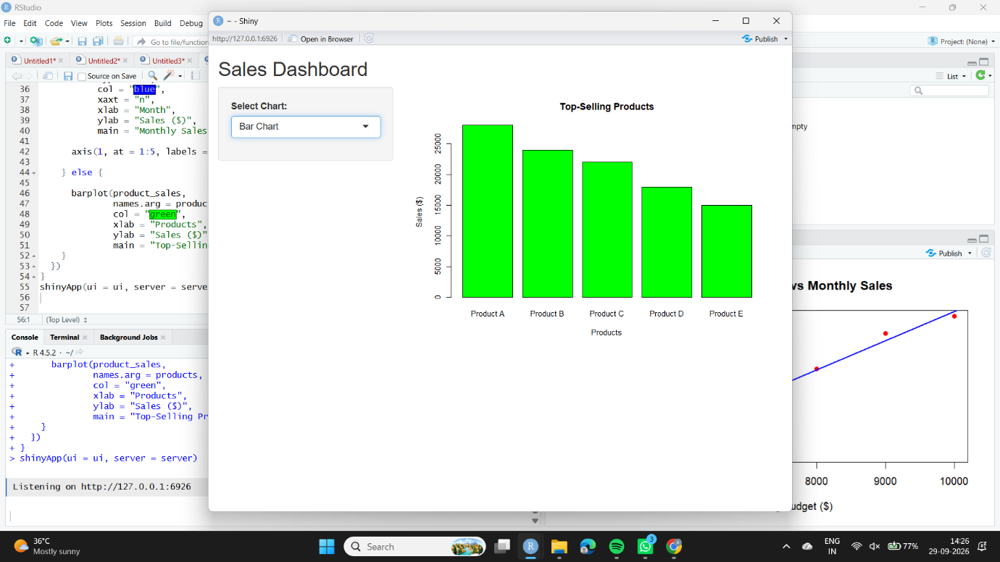 RStudio
File Edit Code View Plots Session Build Debug
Go to file/function
Project: (None)
Untitled1* × Untitled2* × Untitled3* ×
Source on Save
36 col = "blue",
37 xaxt = "n",
38 xlab = "Month",
39 ylab = "Sales ($)",
40 main = "Monthly Sales
41
42 axis(1, at = 1:5, labels =
43
44 } else {
45
46 barplot(product_sales,
47 names.arg = produc
48 col = "green",
49 xlab = "Products",
50 ylab = "Sales ($)"
51 main = "Top-Sellin
52 }
53 })
54 }
55 shinyApp(ui = ui, server = serve
56
57
56:1 (Top Level)
Console Terminal × Background Jobs ×
R 4.5.2 · ~/
+ barplot(product_sales,
+ names.arg = products,
+ col = "green",
+ xlab = "Products",
+ ylab = "Sales ($)",
+ main = "Top-Selling Pr
+ }
+ })
+ }
> shinyApp(ui = ui, server = server)
Listening on http://127.0.0.1:6926
~ - Shiny
http://127.0.0.1:6926 Open in Browser Publish
Sales Dashboard
Select Chart:
Bar Chart
Top-Selling Products
Sales ($)
25000
20000
15000
10000
5000
0
Product A Product B Product C Product D Product E
Products
List
mpty
Publish
vs Monthly Sales
8000 9000 10000
udget ($)
36°C
Mostly sunny
Search
3
ENG
IN
77%
14:26
29-09-2026